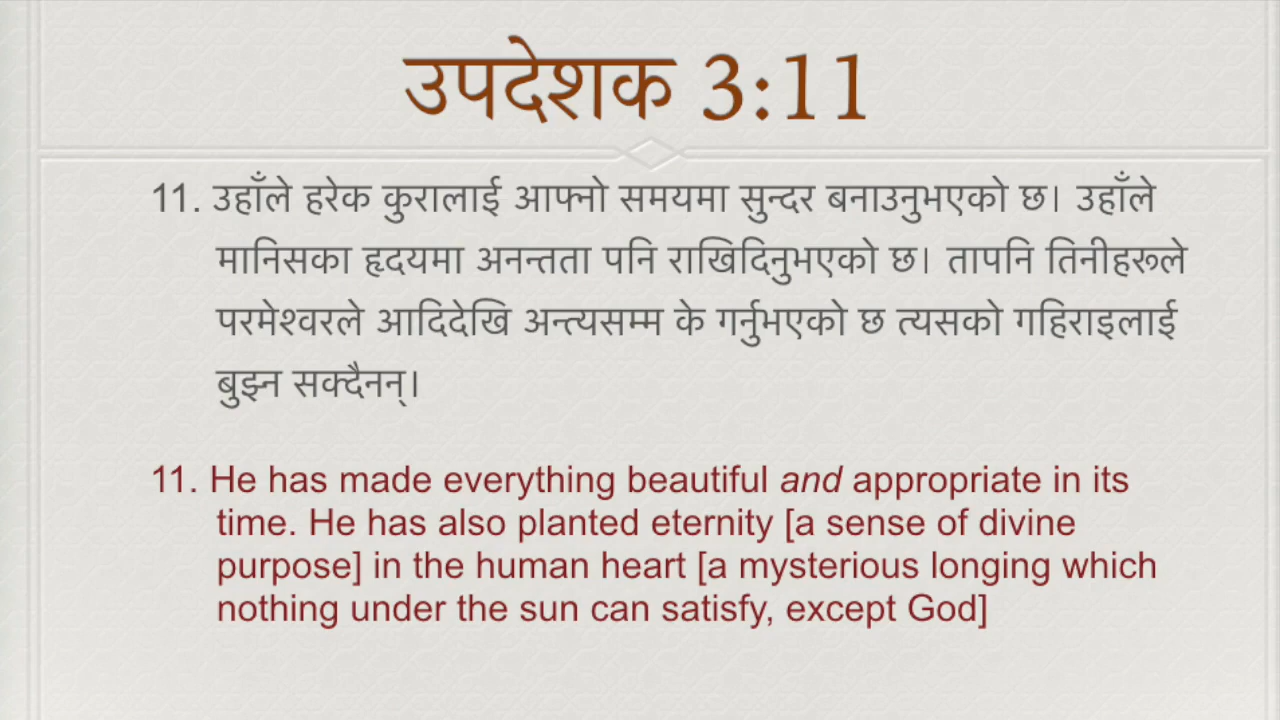 उपदेशक 3:11
11. उहाँले हरेक कुरालाई आफ्नो समयमा सुन्दर बनाउनुभएको छ। उहाँले
मानिसका हृदयमा अनन्तता पनि राखिदिनुभएको छ। तापनि तिनीहरूले
परमेश्वरले आदिदेखि अन्त्यसम्म के गर्नुभएको छ त्यसको गहिराइलाई
बुझ्न सक्दैनन्।
11. He has made everything beautiful and appropriate in its
time. He has also planted eternity [a sense of divine
purpose] in the human heart [a mysterious longing which
nothing under the sun can satisfy, except God]